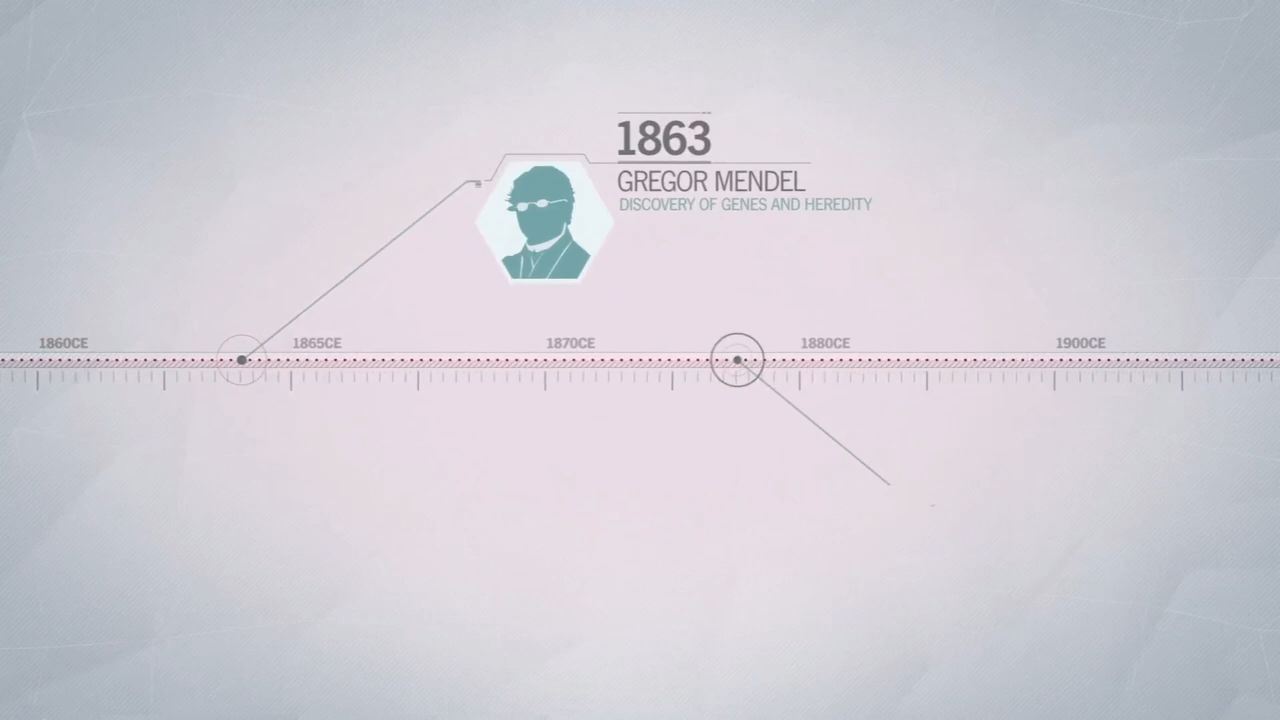 1863
GREGOR MENDEL
DISCOVERY OF GENES AND HEREDITY
1860CE
1865CE
1870CE
1880CE
1900CE